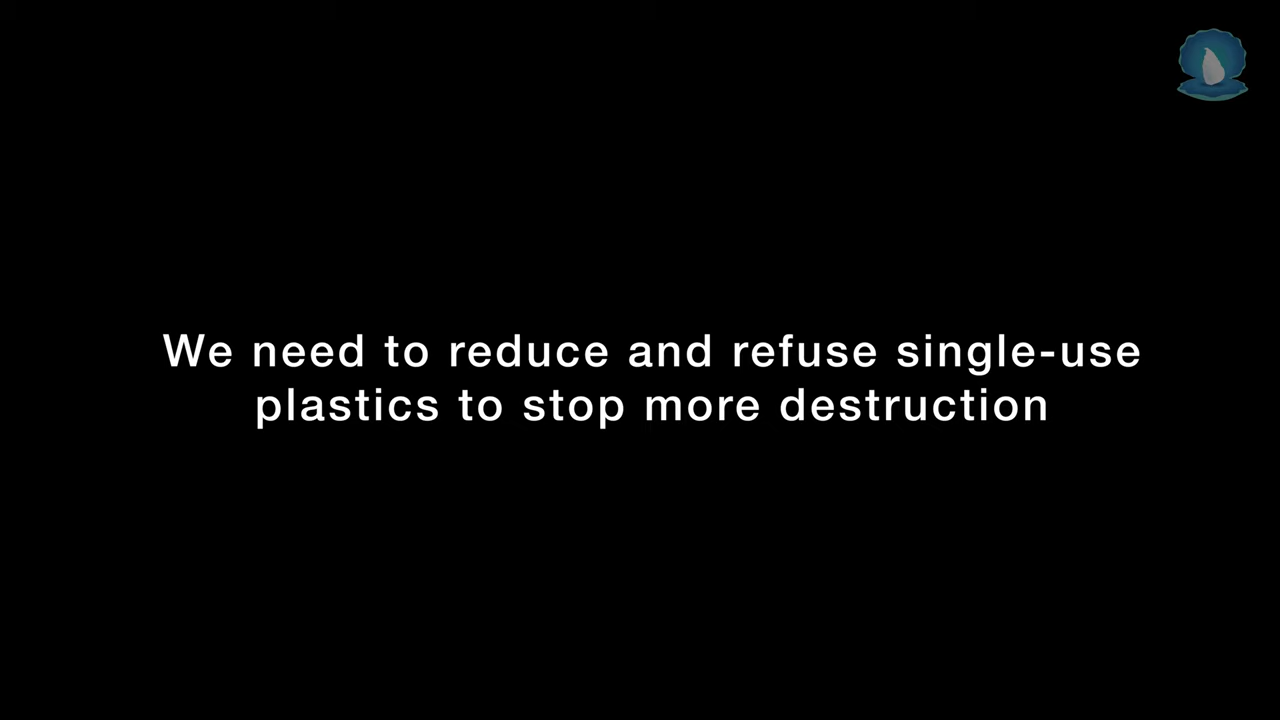 We need to reduce and refuse single-use
plastics to stop more destruction